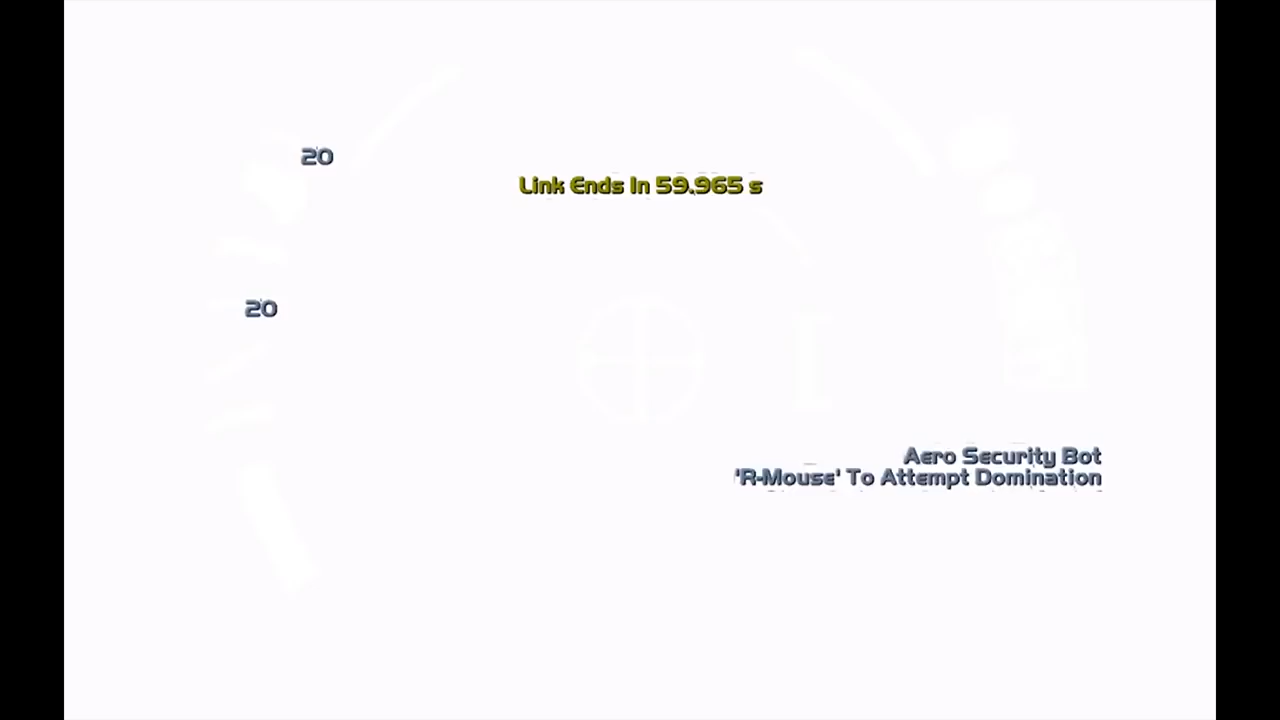 20
Link Ends In 59.965 s
20
Aero Security Bot
'R-Mouse' To Attempt Domination